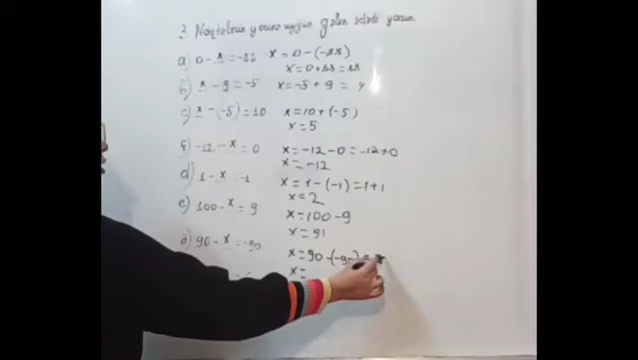 3. Nöqtələrin yerinə uyğun gələn ədədi yazın
a) 0 - x = -88 x = 0 - (-88)
x = 0 + 88 = 88
b) x - 9 = -5 x = -5 + 9 = 4
c) x - (-5) = 10 x = 10 + (-5)
x = 5
ç) -12 - x = 0 x = -12 - 0 = -12 + 0
x = -12
d) 1 - x = -1 x = 1 - (-1) = 1 + 1
x = 2
e) 100 - x = 9 x = 100 - 9
x = 91
ə) 90 - x = -90 x = 90 - (-90) =
x =